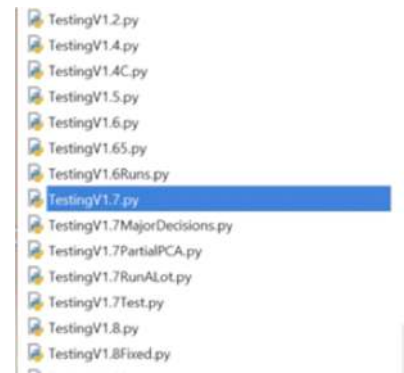 TestingV1.2.py
TestingV1.4.py
TestingV1.4C.py
TestingV1.5.py
TestingV1.6.py
TestingV1.65.py
TestingV1.6Runs.py
TestingV1.7.py
TestingV1.7MajorDecisions.py
TestingV1.7PartialPCA.py
TestingV1.7RunALot.py
TestingV1.7Test.py
TestingV1.8.py
TestingV1.8Fixed.py